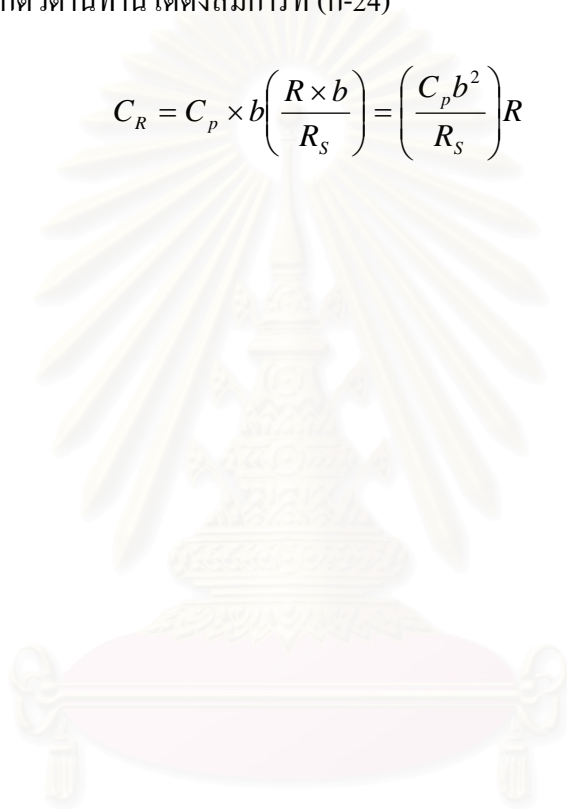 ตัวต้านทาน ได้ดังสมการที่ (ก-24)
C_R = C_p × b(R × b / R_S) = (C_p b² / R_S) R